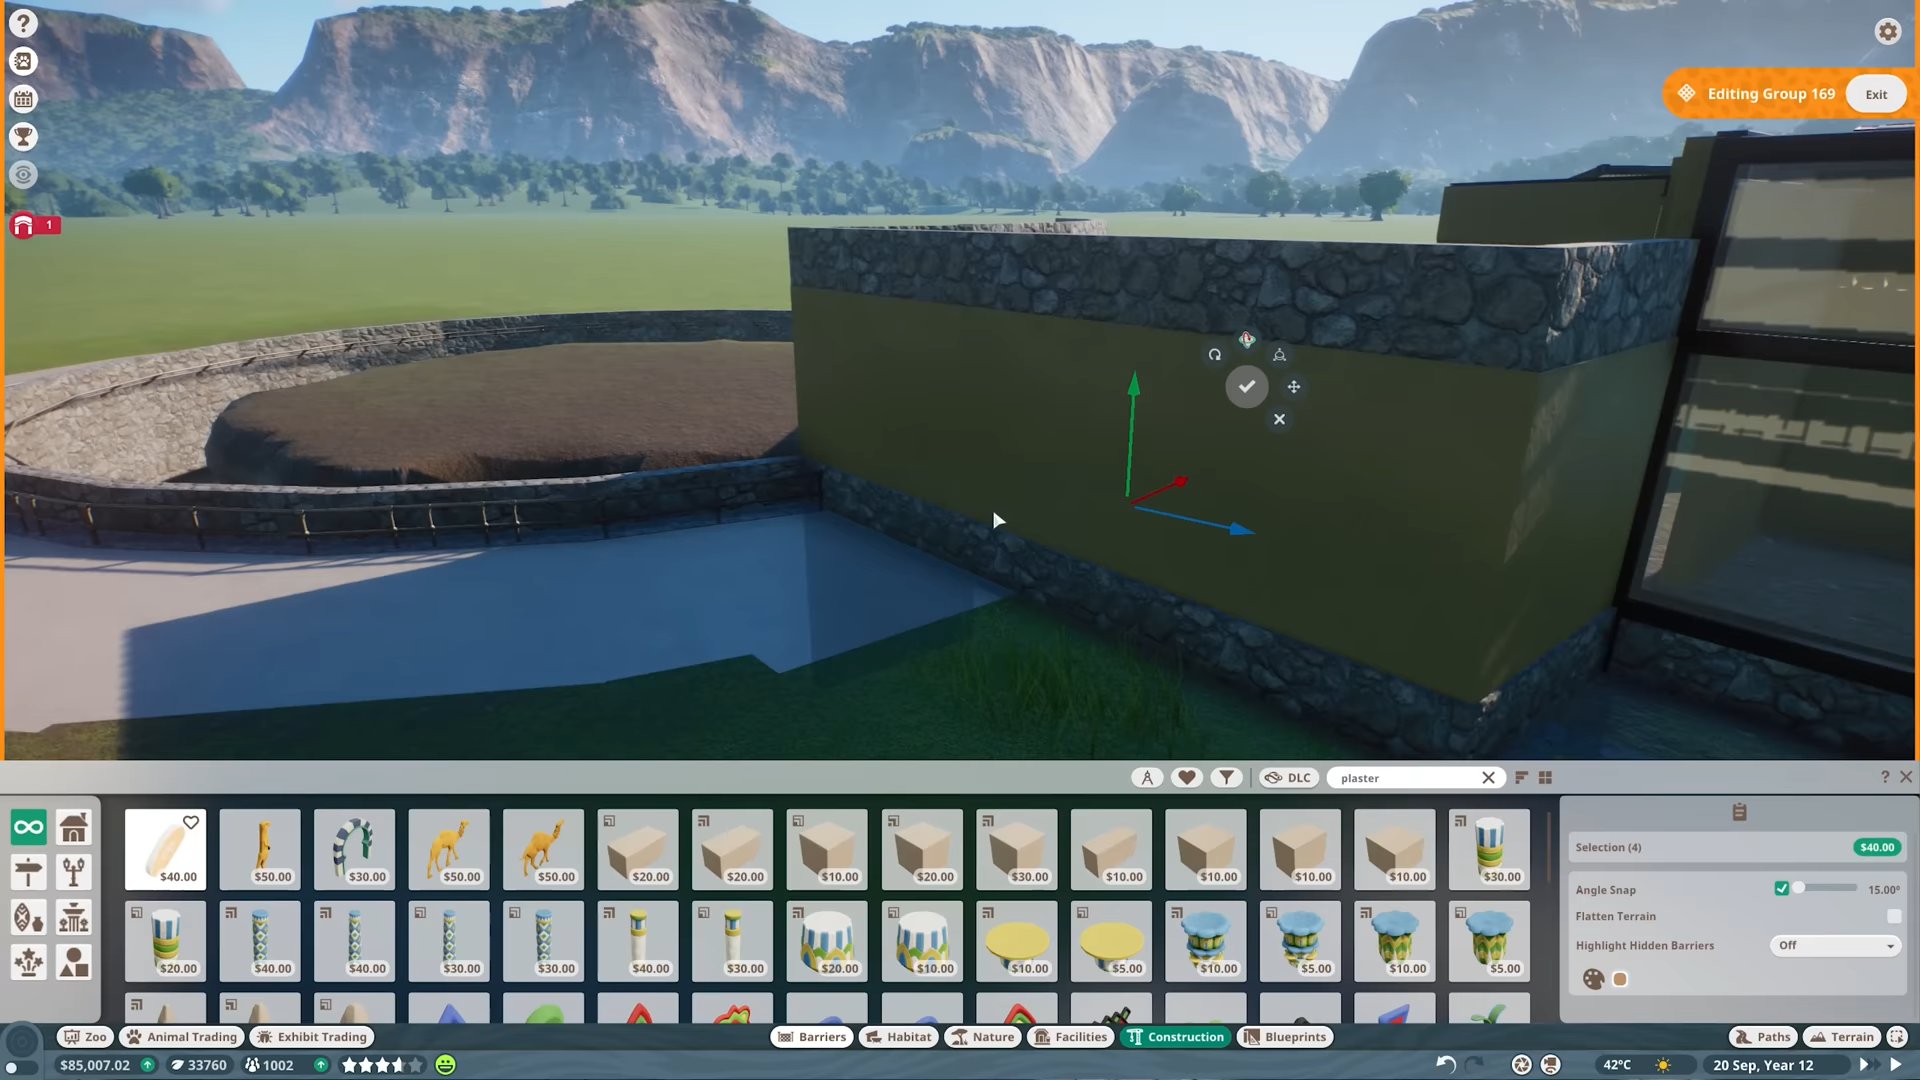 Editing Group 169
Exit
1
DLC
plaster
$40.00
$50.00
$30.00
$50.00
$50.00
$20.00
$20.00
$10.00
$20.00
$30.00
$10.00
$10.00
$10.00
$10.00
$30.00
$20.00
$40.00
$40.00
$30.00
$30.00
$40.00
$30.00
$20.00
$10.00
$10.00
$5.00
$10.00
$5.00
$10.00
$5.00
Selection (4)
$40.00
Angle Snap
15.00°
Flatten Terrain
Highlight Hidden Barriers
Off
Zoo
Animal Trading
Exhibit Trading
Barriers
Habitat
Nature
Facilities
Construction
Blueprints
Paths
Terrain
$85,007.02
33760
1002
42°C
20 Sep, Year 12